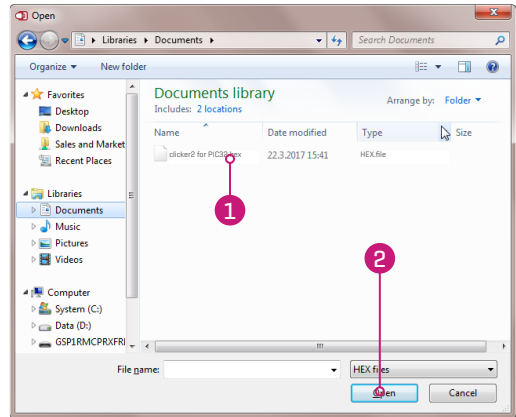 Open
Libraries Documents
Search Documents
Organize New folder
Favorites
Desktop
Downloads
Sales and Market
Recent Places
Libraries
Documents
Music
Pictures
Videos
Computer
System (C:)
Data (D:)
GSP1RMCPRXFRI
Documents library
Includes: 2 locations
Arrange by: Folder
Name Date modified Type Size
clicker2 for PIC32.hex 22.3.2017 15:41 HEX.file
1
2
File name: HEX files
Open Cancel